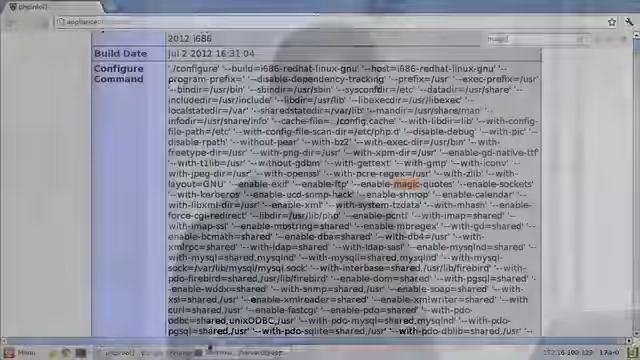 phpinfo()
appliance
magi
2012 i686
Build Date Jul 2 2012 16:31:04
Configure Command './configure' '--build=i686-redhat-linux-gnu' '--host=i686-redhat-linux-gnu' '--
program-prefix=' '--disable-dependency-tracking' '--prefix=/usr' '--exec-prefix=/usr'
'--bindir=/usr/bin' '--sbindir=/usr/sbin' '--sysconfdir=/etc' '--datadir=/usr/share'
'--includedir=/usr/include' '--libdir=/usr/lib' '--libexecdir=/usr/libexec' '--
localstatedir=/var' '--sharedstatedir=/var/lib' '--mandir=/usr/share/man' '--
infodir=/usr/share/info' '--cache-file=../config.cache' '--with-libdir=lib' '--with-config-
file-path=/etc' '--with-config-file-scan-dir=/etc/php.d' '--disable-debug' '--with-pic'
'--disable-rpath' '--without-pear' '--with-bz2' '--with-exec-dir=/usr/bin' '--with-
freetype-dir=/usr' '--with-png-dir=/usr' '--with-xpm-dir=/usr' '--enable-gd-native-ttf'
'--with-t1lib=/usr' '--without-gdbm' '--with-gettext' '--with-gmp' '--with-iconv'
'--with-jpeg-dir=/usr' '--with-openssl' '--with-pcre-regex=/usr' '--with-zlib' '--with-
layout=GNU' '--enable-exif' '--enable-ftp' '--enable-magic-quotes' '--enable-sockets'
'--with-kerberos' '--enable-ucd-snmp-hack' '--enable-shmop' '--enable-calendar'
'--with-libxml-dir=/usr' '--enable-xml' '--with-system-tzdata' '--with-mhash' '--enable-
force-cgi-redirect' '--libdir=/usr/lib/php' '--enable-pcntl' '--with-imap=shared'
'--with-imap-ssl' '--enable-mbstring=shared' '--enable-mbregex' '--with-gd=shared'
'--enable-bcmath=shared' '--enable-dba=shared' '--with-db4=/usr' '--with-
xmlrpc=shared' '--with-ldap=shared' '--with-ldap-sasl' '--enable-mysqlnd=shared'
'--with-mysql=shared,mysqlnd' '--with-mysqli=shared,mysqlnd' '--with-mysql-
sock=/var/lib/mysql/mysql.sock' '--with-interbase=shared,/usr/lib/firebird' '--with-
pdo-firebird=shared,/usr/lib/firebird' '--enable-dom=shared' '--with-pgsql=shared'
'--enable-wddx=shared' '--with-snmp=shared,/usr' '--enable-soap=shared' '--with-
xsl=shared,/usr' '--enable-xmlreader=shared' '--enable-xmlwriter=shared' '--with-
curl=shared,/usr' '--enable-fastcgi' '--enable-pdo=shared' '--with-pdo-
odbc=shared,unixODBC,/usr' '--with-pdo-mysql=shared,mysqlnd' '--with-pdo-
pgsql=shared,/usr' '--with-pdo-sqlite=shared,/usr' '--with-pdo-dblib=shared,/usr'
Menu phpinfo() - Google Chrome
172.16.100.129